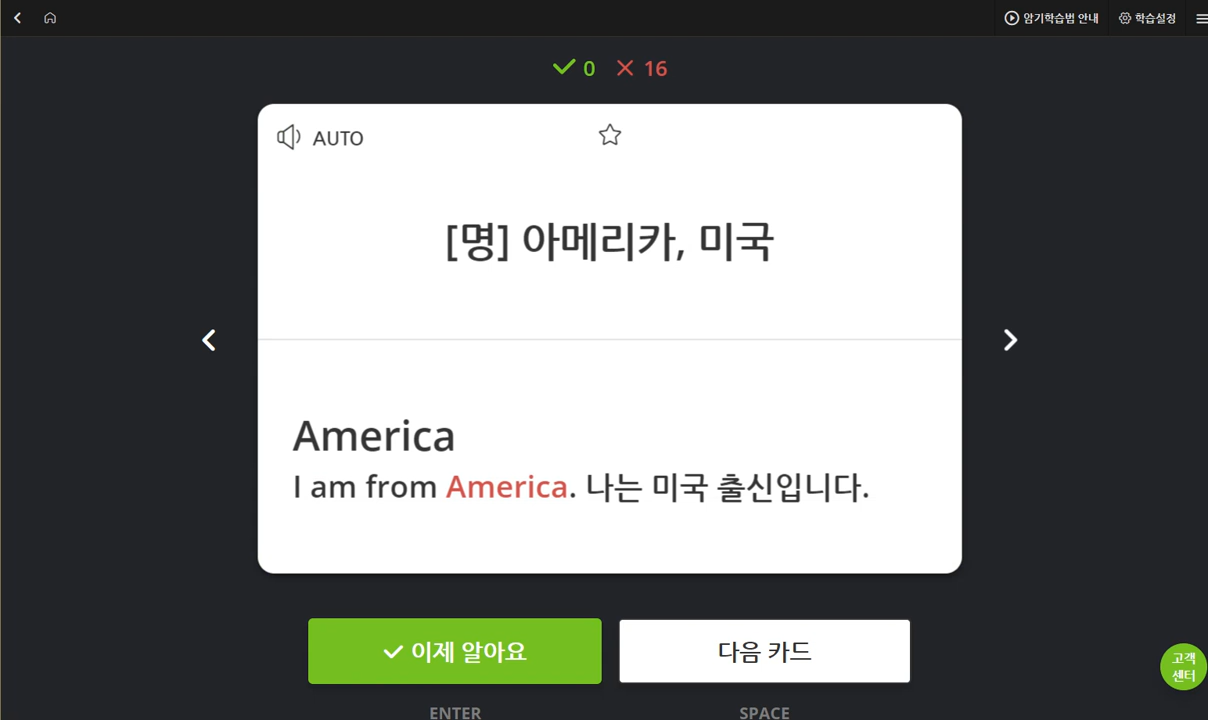 암기학습법 안내 학습설정
0 16
AUTO
[명] 아메리카, 미국
America
I am from America. 나는 미국 출신입니다.
이제 알아요 다음 카드
ENTER SPACE
고객
센터